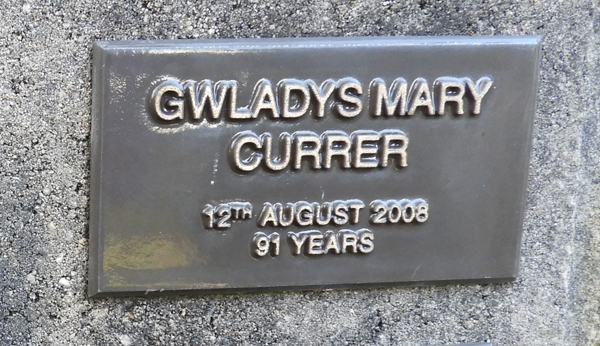 GWLADYS MARY
CURRER
12TH AUGUST 2008
91 YEARS